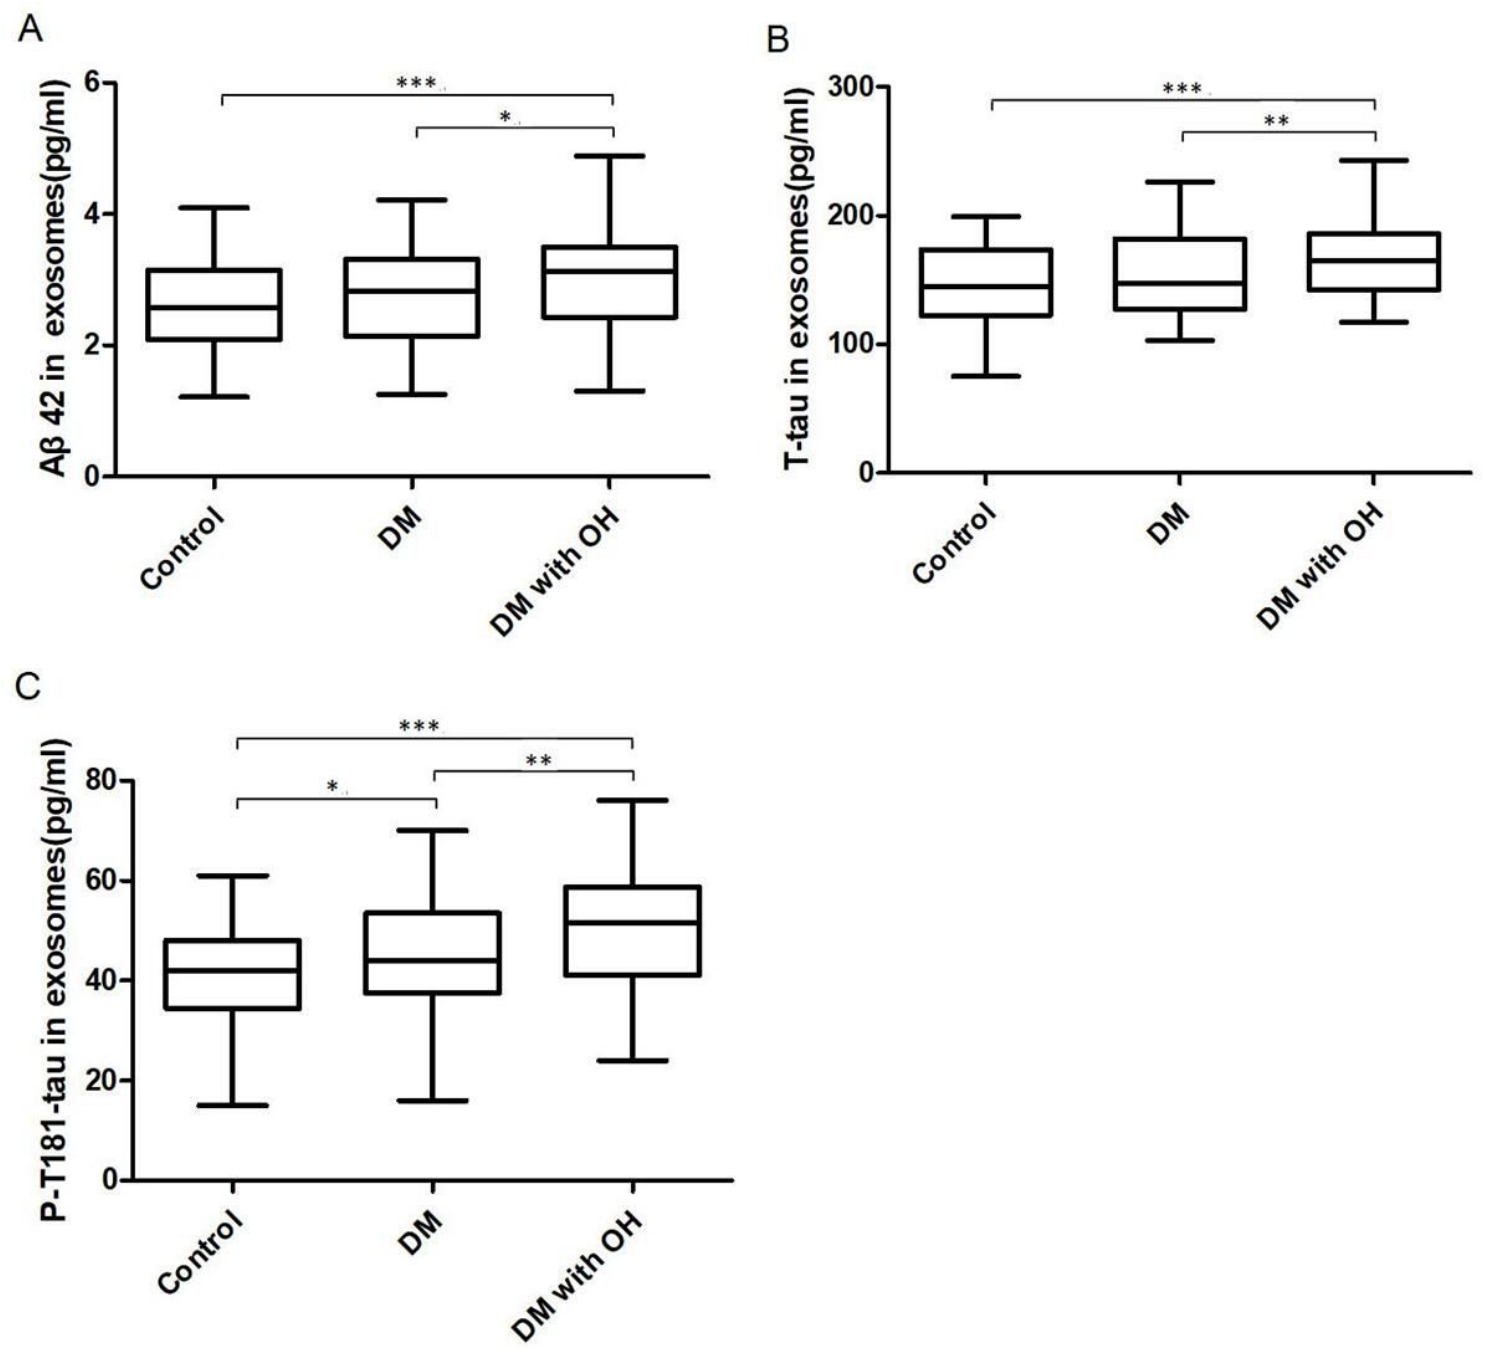 A
Aβ 42 in exosomes(pg/ml)
6
4
2
0
***
*
Control
DM
DM with OH
B
T-tau in exosomes(pg/ml)
300
200
100
0
***
**
Control
DM
DM with OH
C
P-T181-tau in exosomes(pg/ml)
80
60
40
20
0
***
**
*
Control
DM
DM with OH